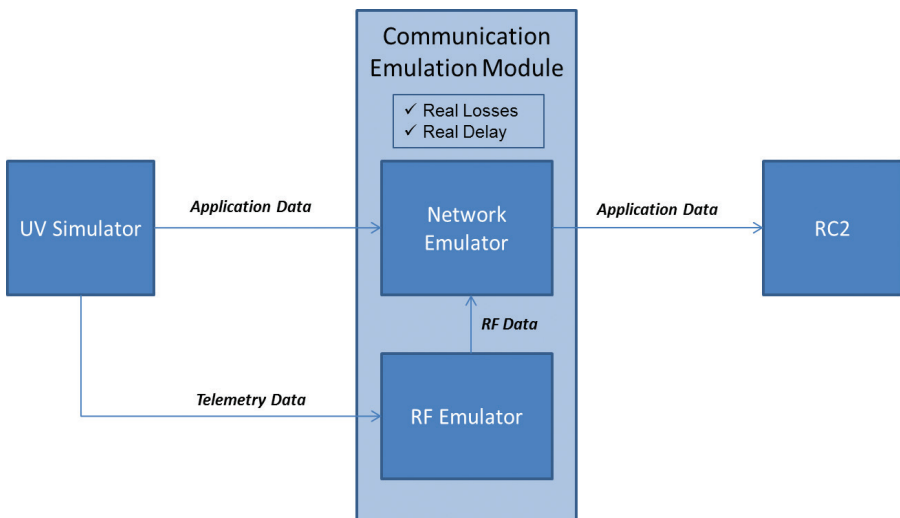 Communication
Emulation Module
✓ Real Losses
✓ Real Delay
UV Simulator
Application Data
Network
Emulator
Application Data
RC2
RF Data
Telemetry Data
RF Emulator